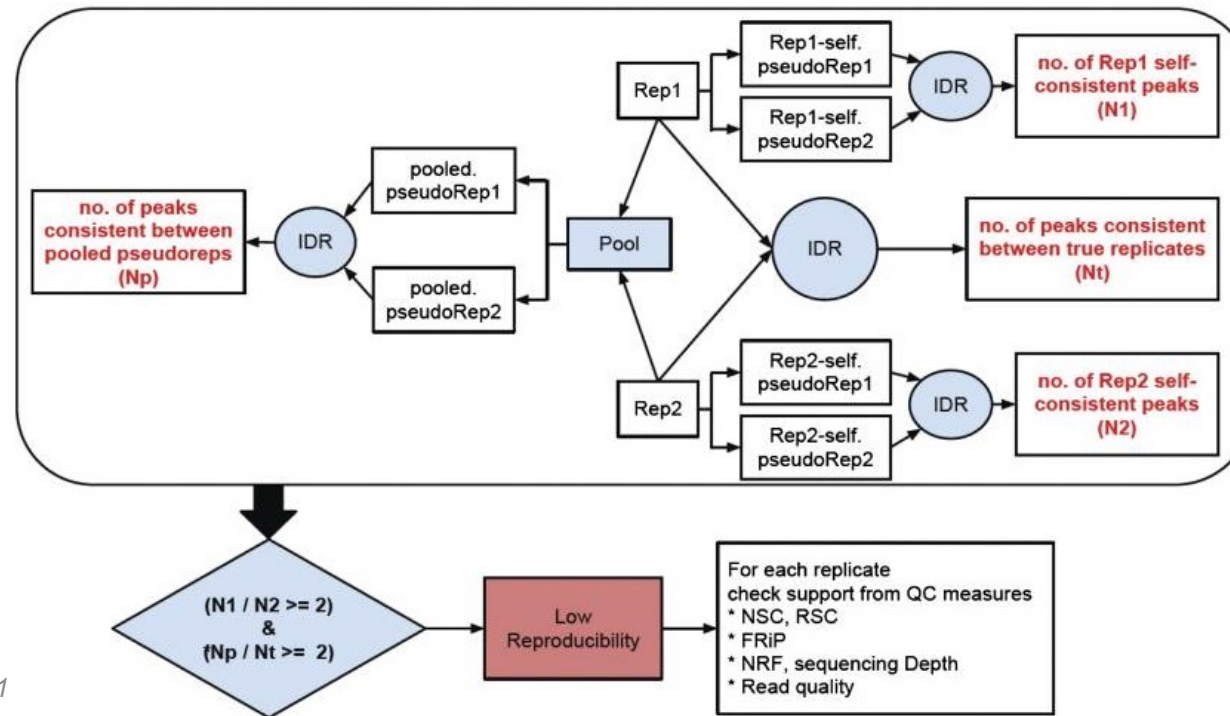 Rep1
Rep1-self.
pseudoRep1
Rep1-self.
pseudoRep2
IDR
no. of Rep1 self-
consistent peaks
(N1)
no. of peaks
consistent between
pooled pseudoreps
(Np)
IDR
pooled.
pseudoRep1
pooled.
pseudoRep2
Pool
IDR
no. of peaks consistent
between true replicates
(Nt)
Rep2
Rep2-self.
pseudoRep1
Rep2-self.
pseudoRep2
IDR
no. of Rep2 self-
consistent peaks
(N2)
(N1 / N2 >= 2)
&
(Np / Nt >= 2)
Low
Reproducibility
For each replicate
check support from QC measures
* NSC, RSC
* FRiP
* NRF, sequencing Depth
* Read quality
1